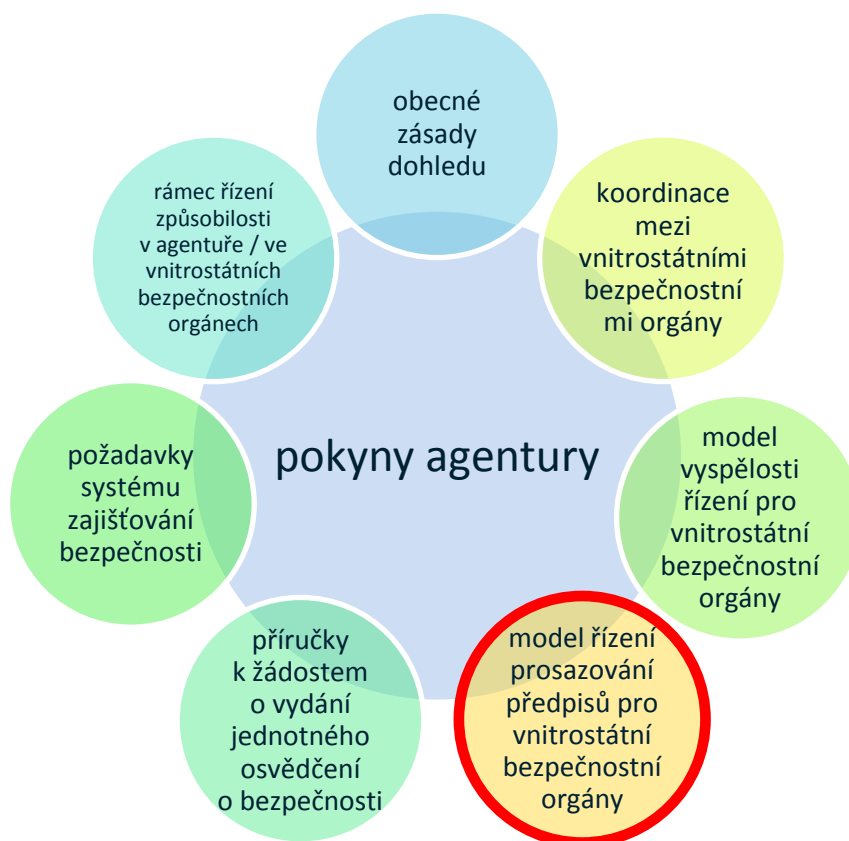 obecné
zásady
dohledu
koordinace
mezi
vnitrostátními
bezpečnostní
mi orgány
model
vyspělosti
řízení pro
vnitrostátní
bezpečnostní
orgány
model řízení
prosazování
předpisů pro
vnitrostátní
bezpečnostní
orgány
příručky
k žádostem
o vydání
jednotného
osvědčení
o bezpečnosti
požadavky
systému
zajišťování
bezpečnosti
rámec řízení
způsobilosti
v agentuře / ve
vnitrostátních
bezpečnostních
orgánech
pokyny agentury